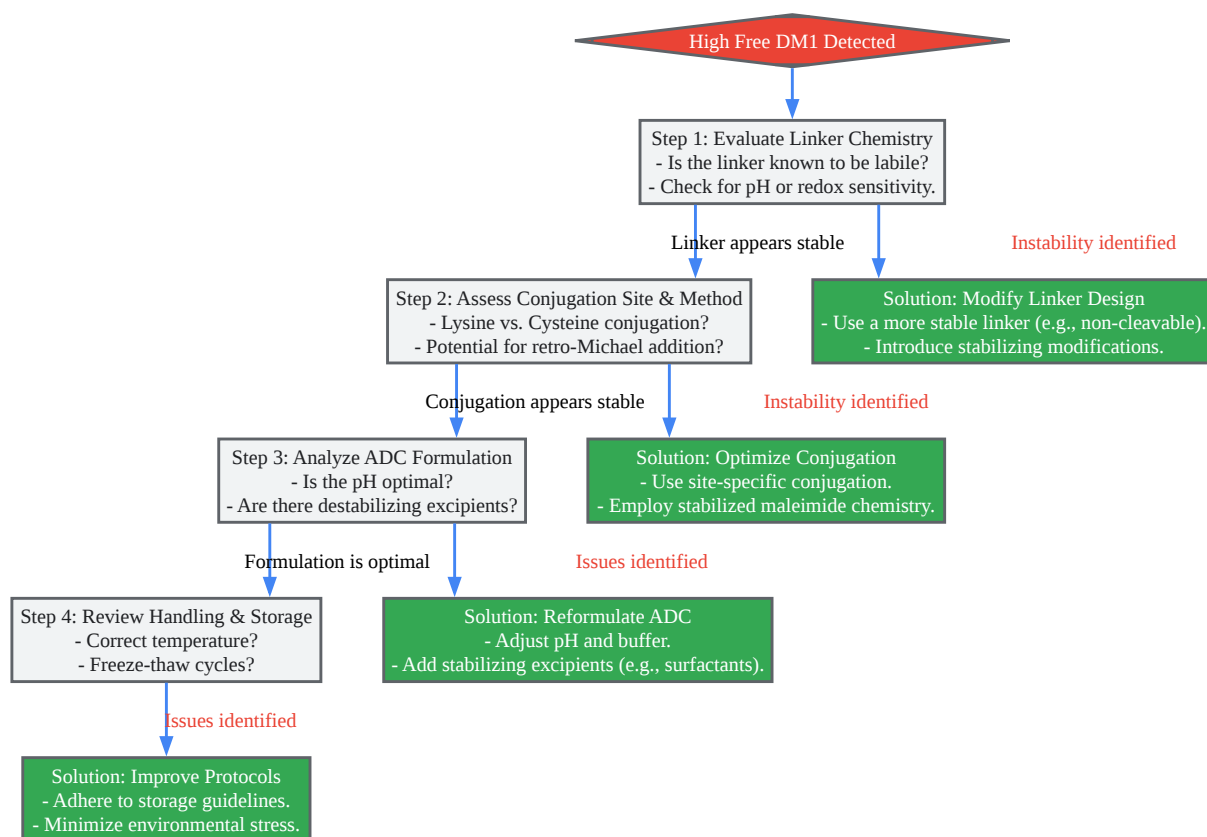 High Free DM1 Detected
Step 1: Evaluate Linker Chemistry
- Is the linker known to be labile?
- Check for pH or redox sensitivity.
Linker appears stable
Instability identified
Step 2: Assess Conjugation Site & Method
- Lysine vs. Cysteine conjugation?
- Potential for retro-Michael addition?
Solution: Modify Linker Design
- Use a more stable linker (e.g., non-cleavable).
- Introduce stabilizing modifications.
Conjugation appears stable
Instability identified
Step 3: Analyze ADC Formulation
- Is the pH optimal?
- Are there destabilizing excipients?
Solution: Optimize Conjugation
- Use site-specific conjugation.
- Employ stabilized maleimide chemistry.
Formulation is optimal
Issues identified
Step 4: Review Handling & Storage
- Correct temperature?
- Freeze-thaw cycles?
Solution: Reformulate ADC
- Adjust pH and buffer.
- Add stabilizing excipients (e.g., surfactants).
Issues identified
Solution: Improve Protocols
- Adhere to storage guidelines.
- Minimize environmental stress.